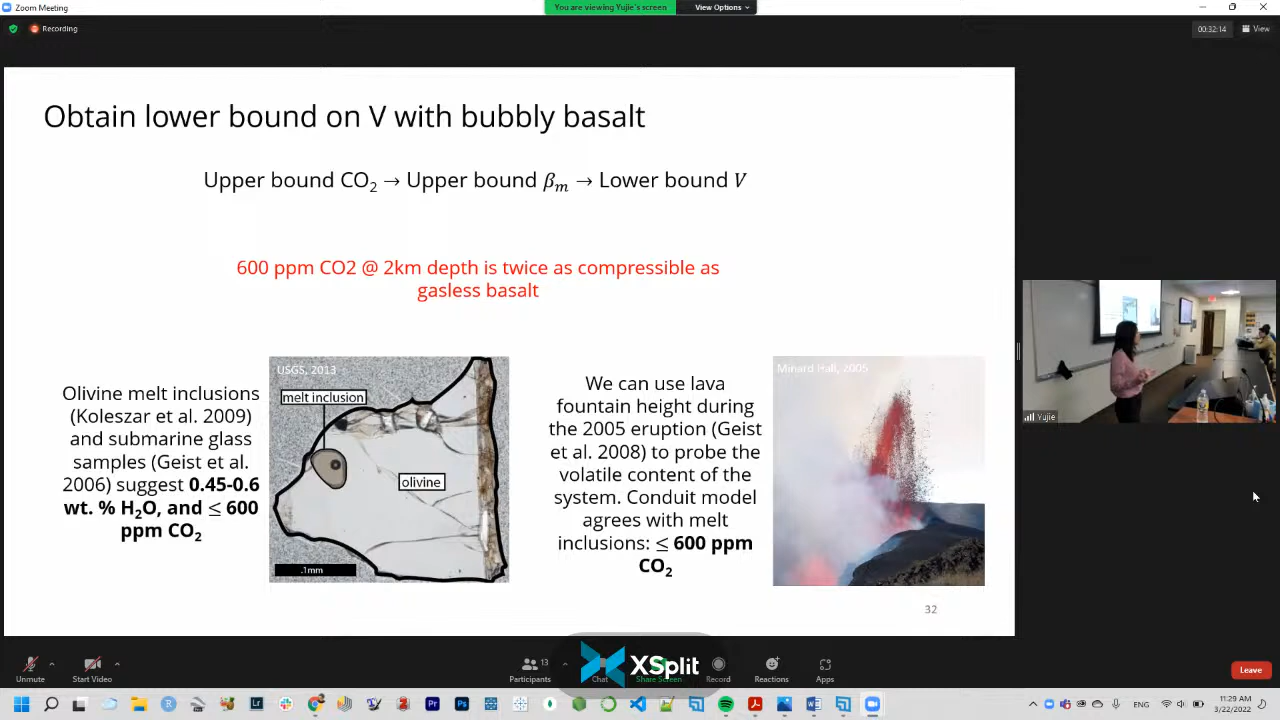 Zoom Meeting
You are viewing Yujie's screen
View Options
Recording
00:32:14
View
Obtain lower bound on V with bubbly basalt
Upper bound CO₂ → Upper bound βₘ → Lower bound V
600 ppm CO2 @ 2km depth is twice as compressible as
gasless basalt
Olivine melt inclusions
(Koleszar et al. 2009)
and submarine glass
samples (Geist et al.
2006) suggest 0.45-0.6
wt. % H₂O, and ≤ 600
ppm CO₂
USGS, 2013
melt inclusion
olivine
.1mm
We can use lava
fountain height during
the 2005 eruption (Geist
et al. 2008) to probe the
volatile content of the
system. Conduit model
agrees with melt
inclusions: ≤ 600 ppm
CO₂
Minard Hall, 2005
32
Yujie
Unmute
Start Video
13
Participants
Chat
Share Screen
Record
Reactions
Apps
Leave
XSplit
Lr
Pr
Ps
ENG
11:29 AM
3/22/2022